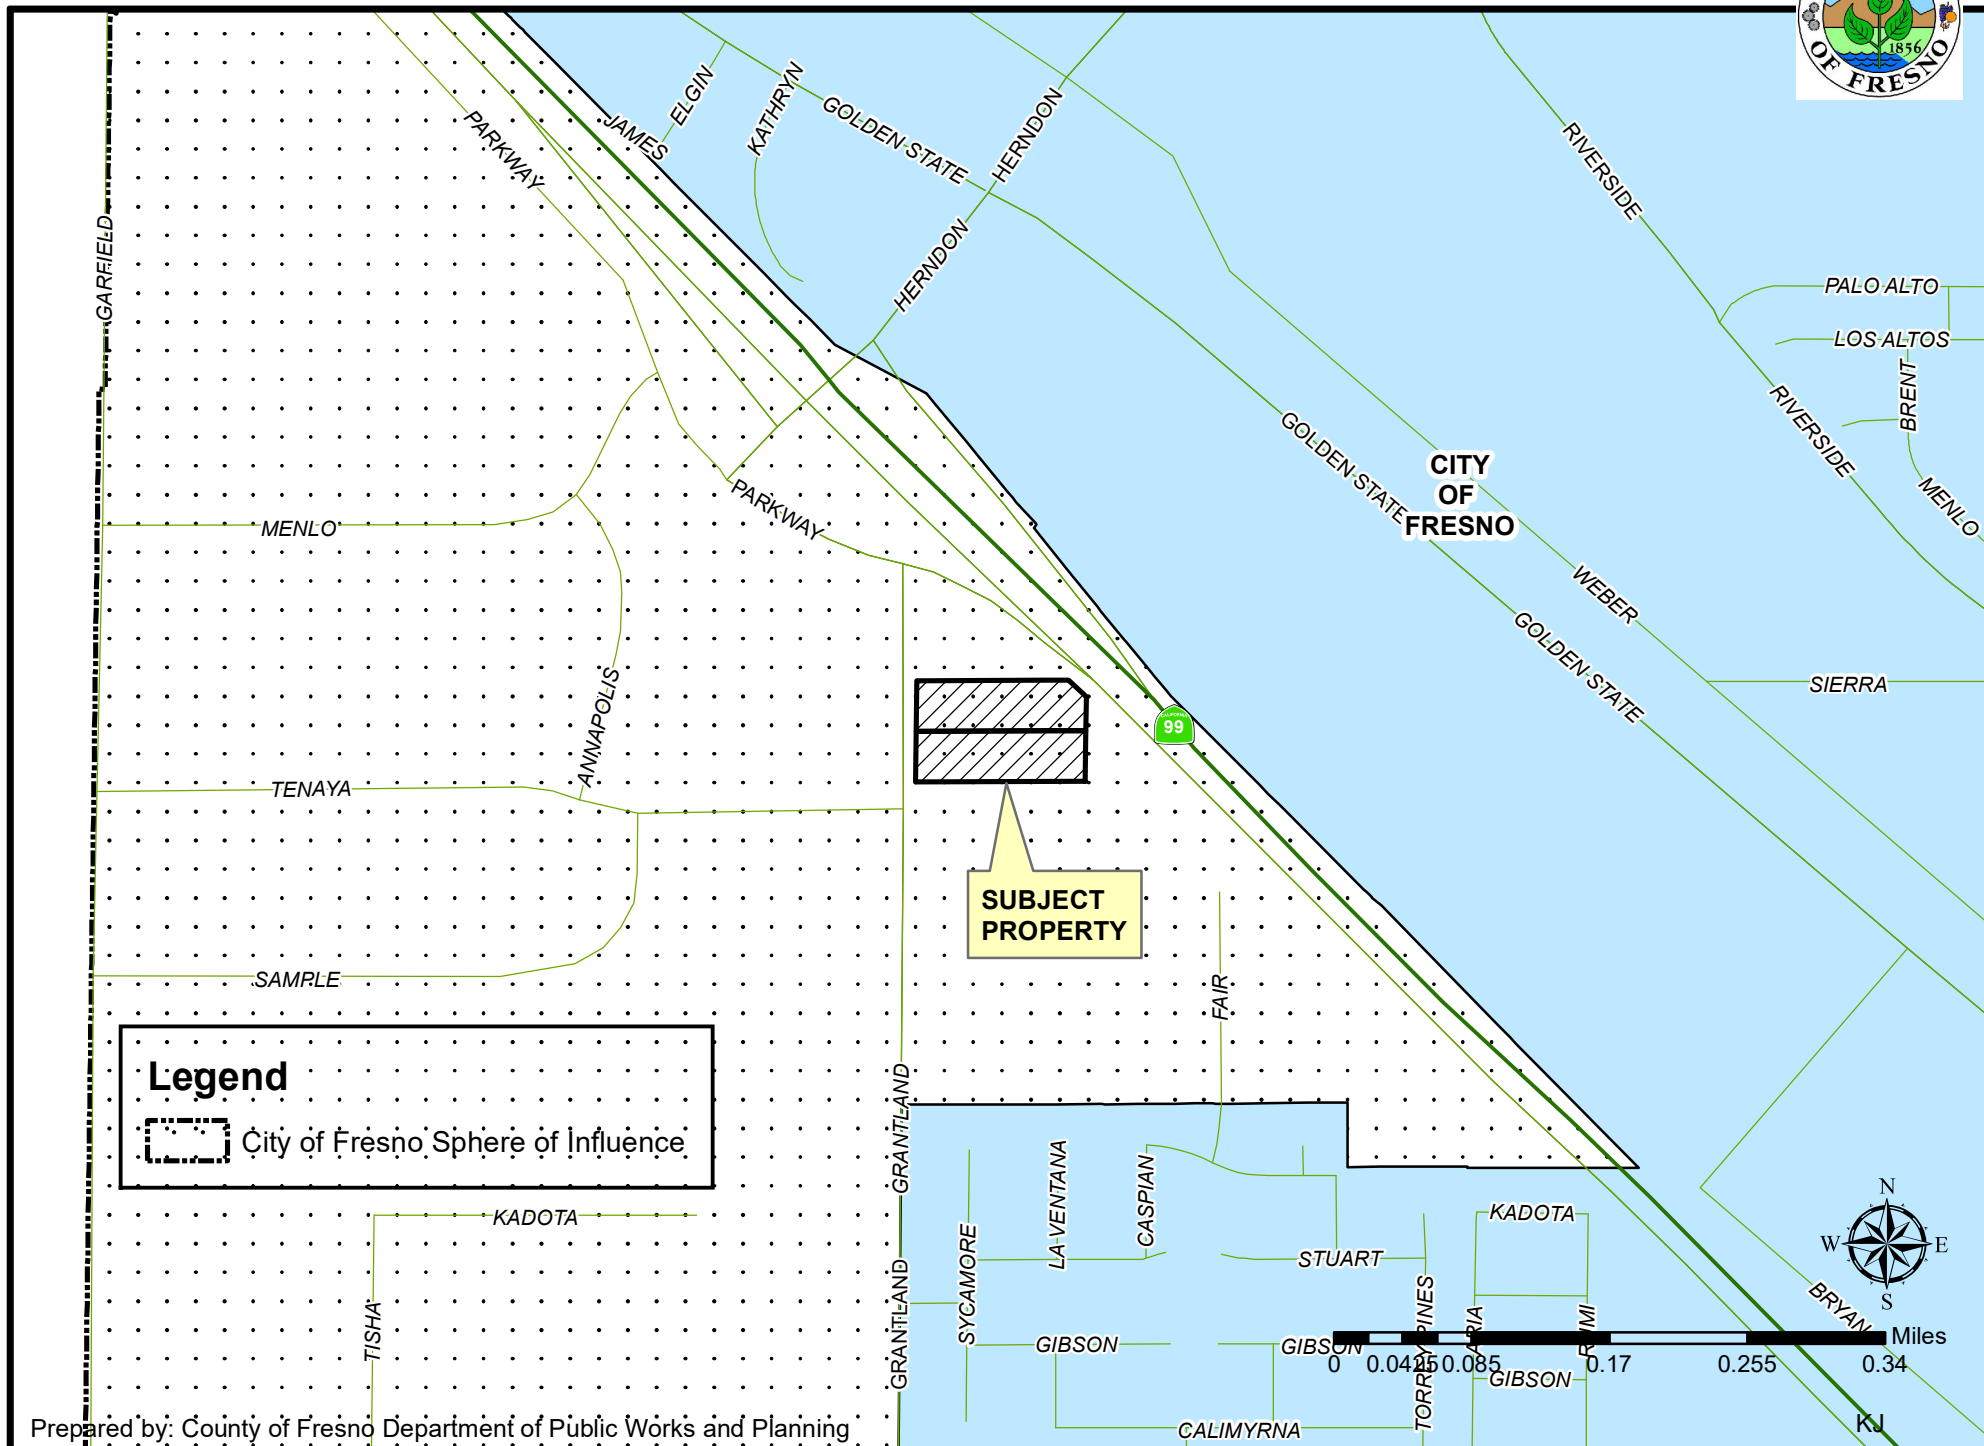 1856
OF FRESNO
ELGIN
KATHRYN
JAMES
GOLDEN STATE
HERNDON
PARKWAY
RIVERSIDE
GARFIELD
HERNDON
PALO ALTO
LOS ALTOS
BRENT
RIVERSIDE
GOLDEN STATE
CITY
OF
FRESNO
MENLO
PARKWAY
MENLO
WEBER
GOLDEN STATE
SIERRA
ANNAPOLIS
CALIFORNIA
99
TENAYA
SUBJECT
PROPERTY
SAMPLE
FAIR
Legend
City of Fresno Sphere of Influence
GRANTLAND
LA VENTANA
CASPIAN
KADOTA
KADOTA
SYCAMORE
STUART
N
W E
S
TISHA
GRANTLAND
TORREY PINES
ARIA
RUMI
BRYAN
GIBSON
GIBSON
Miles
0 0.0425 0.085 0.17 0.255 0.34
GIBSON
CALIMYRNA
Prepared by: County of Fresno Department of Public Works and Planning
KJ